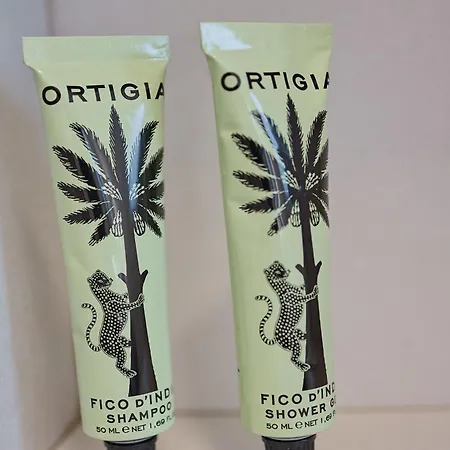 ORTIGIA
FICO D'INDI
SHAMPOO
50 ML e NET 1,69 FL
ORTIGIA
FICO D'INDI
SHOWER G
50 ML e NET 1,69 F